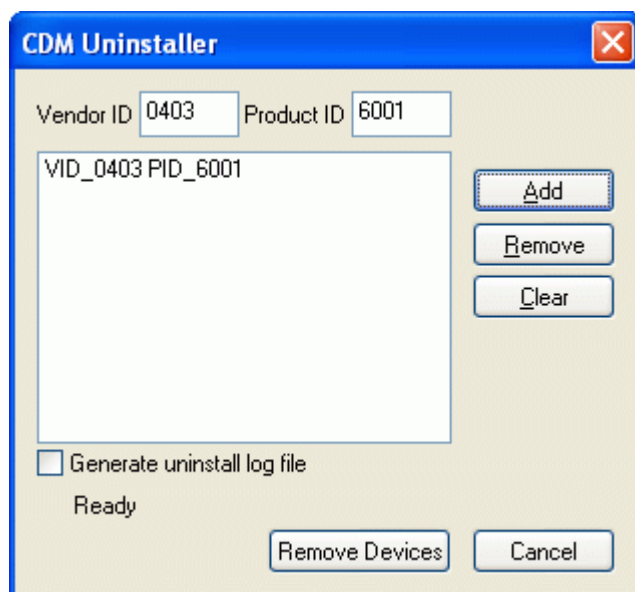 CDM Uninstaller
Vendor ID 0403 Product ID 6001
VID_0403 PID_6001
Add
Remove
Clear
Generate uninstall log file
Ready
Remove Devices Cancel